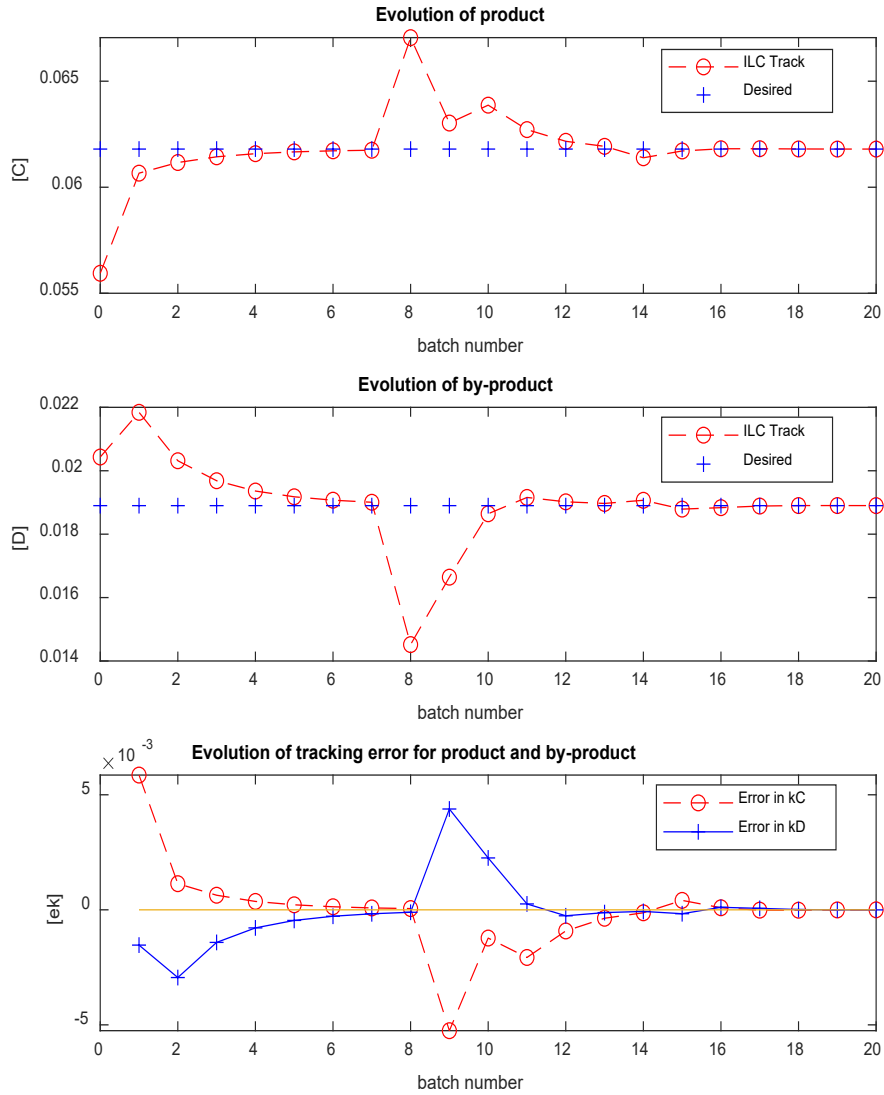 Evolution of product
0.065
0.06
0.055
[C]
ILC Track
Desired
0 2 4 6 8 10 12 14 16 18 20
batch number
Evolution of by-product
0.022
0.02
0.018
0.016
0.014
[D]
ILC Track
Desired
0 2 4 6 8 10 12 14 16 18 20
batch number
× 10 -3
Evolution of tracking error for product and by-product
5
0
-5
[ek]
Error in kC
Error in kD
0 2 4 6 8 10 12 14 16 18 20
batch number